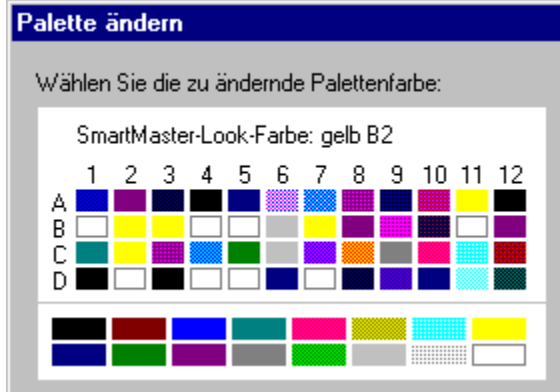 Palette ändern
Wählen Sie die zu ändernde Palettenfarbe:
SmartMaster-Look-Farbe: gelb B2
1 2 3 4 5 6 7 8 9 10 11 12
A
B
C
D